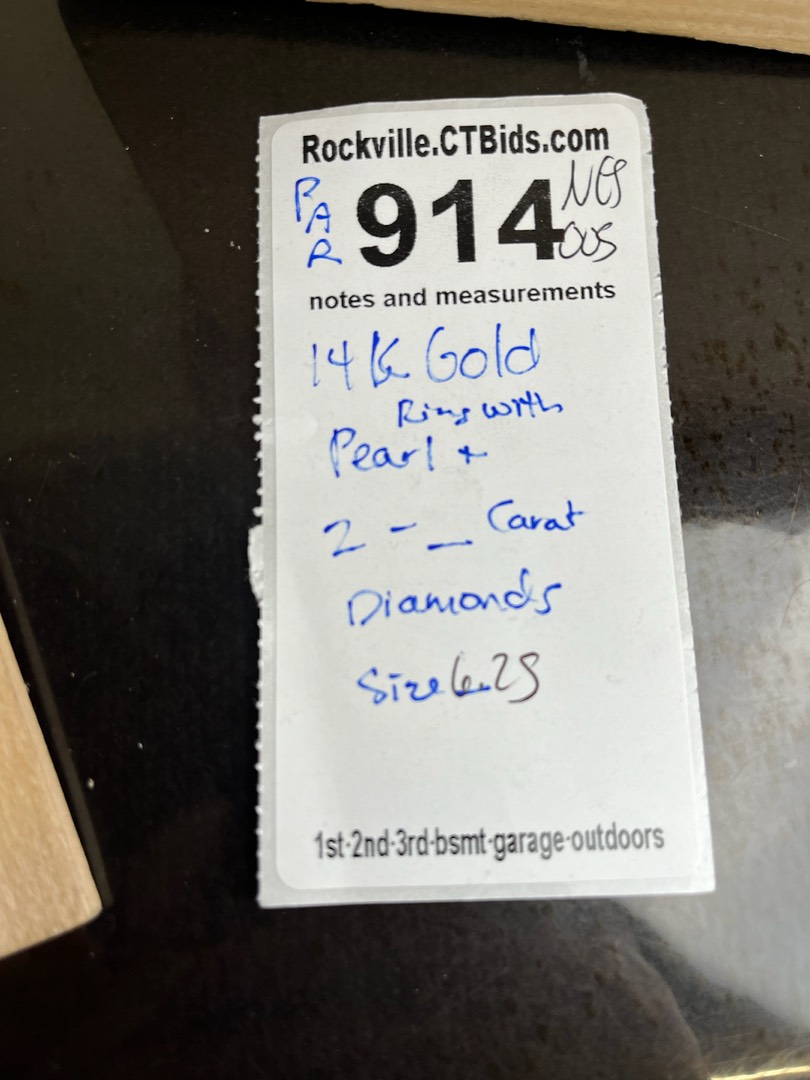 Rockville.CTBids.com
PAR
914
005
notes and measurements
14k Gold
Ring with
Pearl +
2 - _ Carat
Diamonds
Size 6.25
1st-2nd-3rd-bsmt-garage-outdoors